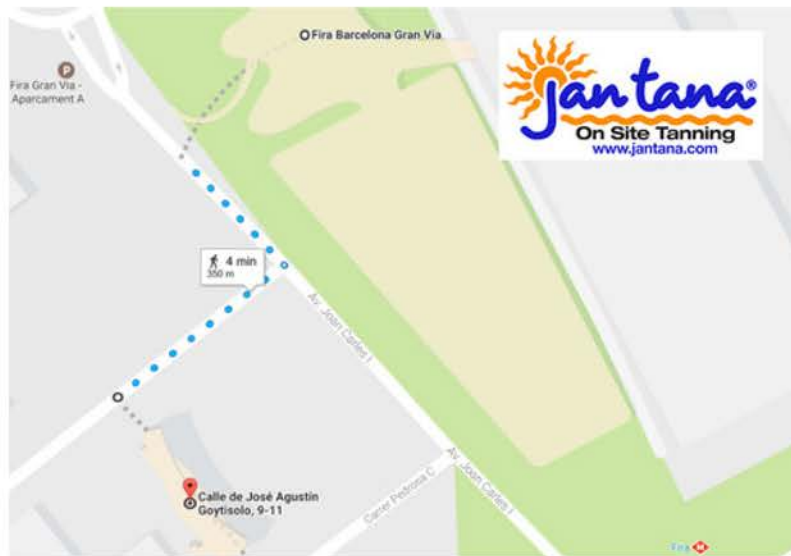 Fira Barcelona Gran Via
P
Fira Gran Via -
Aparcament A
jan tana®
On Site Tanning
www.jantana.com
4 min
350 m
Av. Joan Carles I
Av. Joan Carles I
Carrer Pedrosa C
Calle de José Agustín
Goytisolo, 9-11
Fira
M